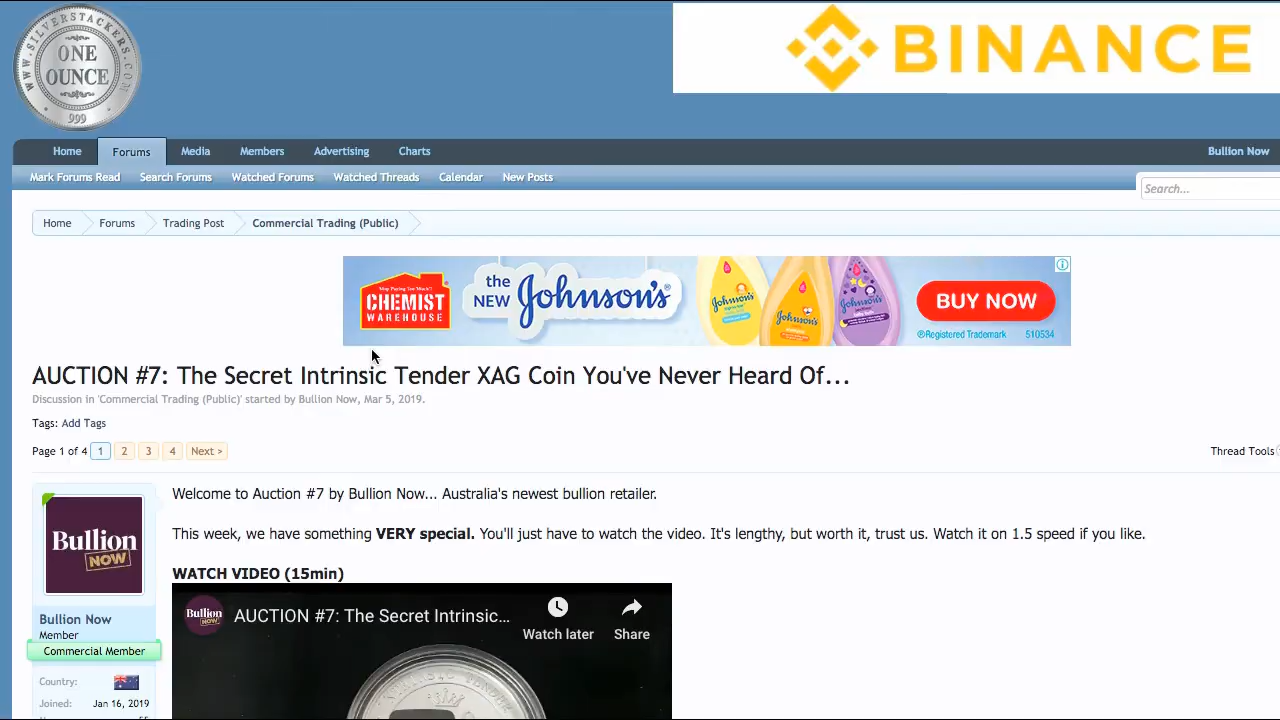 WWW.SILVERSTACKERS.COM
ONE
OUNCE
999
BINANCE
Home
Forums
Media
Members
Advertising
Charts
Bullion Now
Mark Forums Read
Search Forums
Watched Forums
Watched Threads
Calendar
New Posts
Search...
Home
Forums
Trading Post
Commercial Trading (Public)
Stop Paying Too Much!
CHEMIST
WAREHOUSE
the
NEW
Johnson's®
Johnson's
Johnson's
Johnson's
BUY NOW
®Registered Trademark 510534
AUCTION #7: The Secret Intrinsic Tender XAG Coin You've Never Heard Of...
Discussion in 'Commercial Trading (Public)' started by Bullion Now, Mar 5, 2019.
Tags: Add Tags
Page 1 of 4 1 2 3 4 Next >
Thread Tools
Welcome to Auction #7 by Bullion Now... Australia's newest bullion retailer.
This week, we have something VERY special. You'll just have to watch the video. It's lengthy, but worth it, trust us. Watch it on 1.5 speed if you like.
WATCH VIDEO (15min)
Bullion
NOW
Bullion Now
Member
Commercial Member
Country:
Joined: Jan 16, 2019
Bullion
NOW
AUCTION #7: The Secret Intrinsic...
Watch later
Share